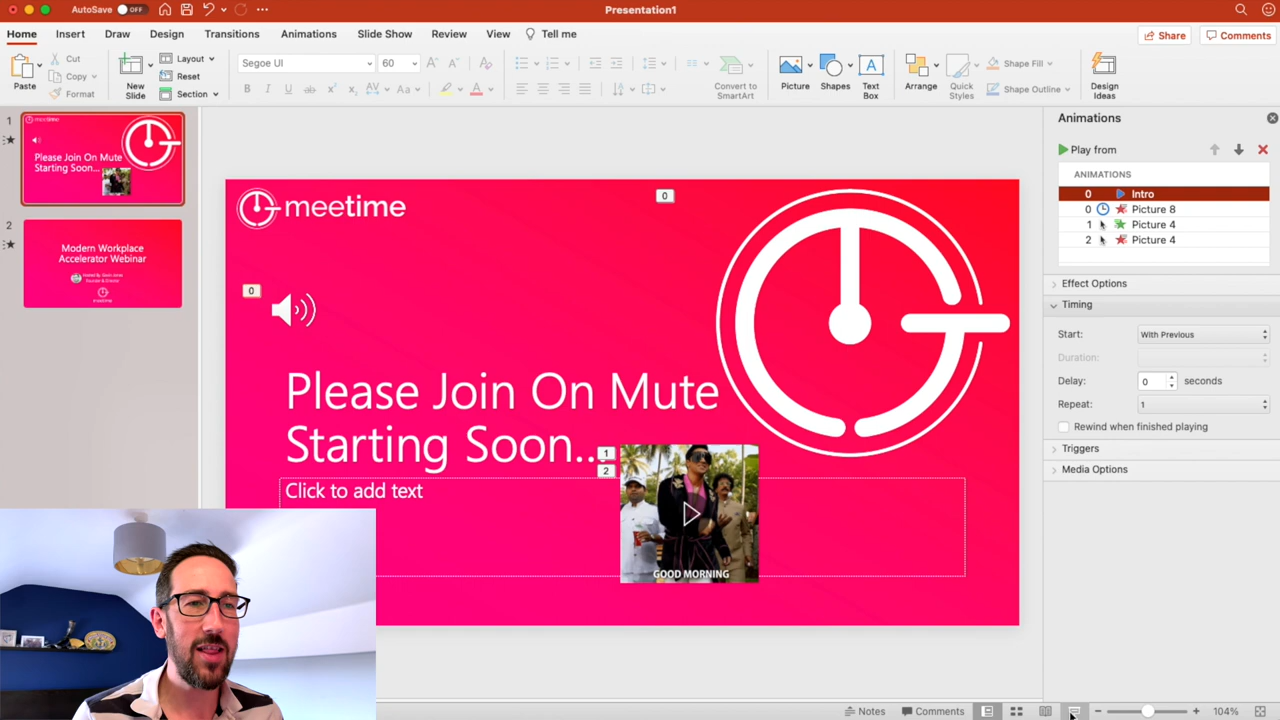 AutoSave OFF
Presentation1
Home Insert Draw Design Transitions Animations Slide Show Review View Tell me
Share Comments
Paste
Cut
Copy
Format
New Slide
Layout
Reset
Section
Segoe UI 60
Convert to SmartArt
Picture Shapes Text Box Arrange Quick Styles
Shape Fill
Shape Outline
Design Ideas
1
meetime
Please Join On Mute
Starting Soon...
2
Modern Workplace
Accelerator Webinar
meetime
0
0
Please Join On Mute
Starting Soon...
1
2
Click to add text
GOOD MORNING
Animations
Play from
ANIMATIONS
0 Intro
0 Picture 8
1 Picture 4
2 Picture 4
Effect Options
Timing
Start: With Previous
Duration:
Delay: 0 seconds
Repeat: 1
Rewind when finished playing
Triggers
Media Options
Notes Comments 104%